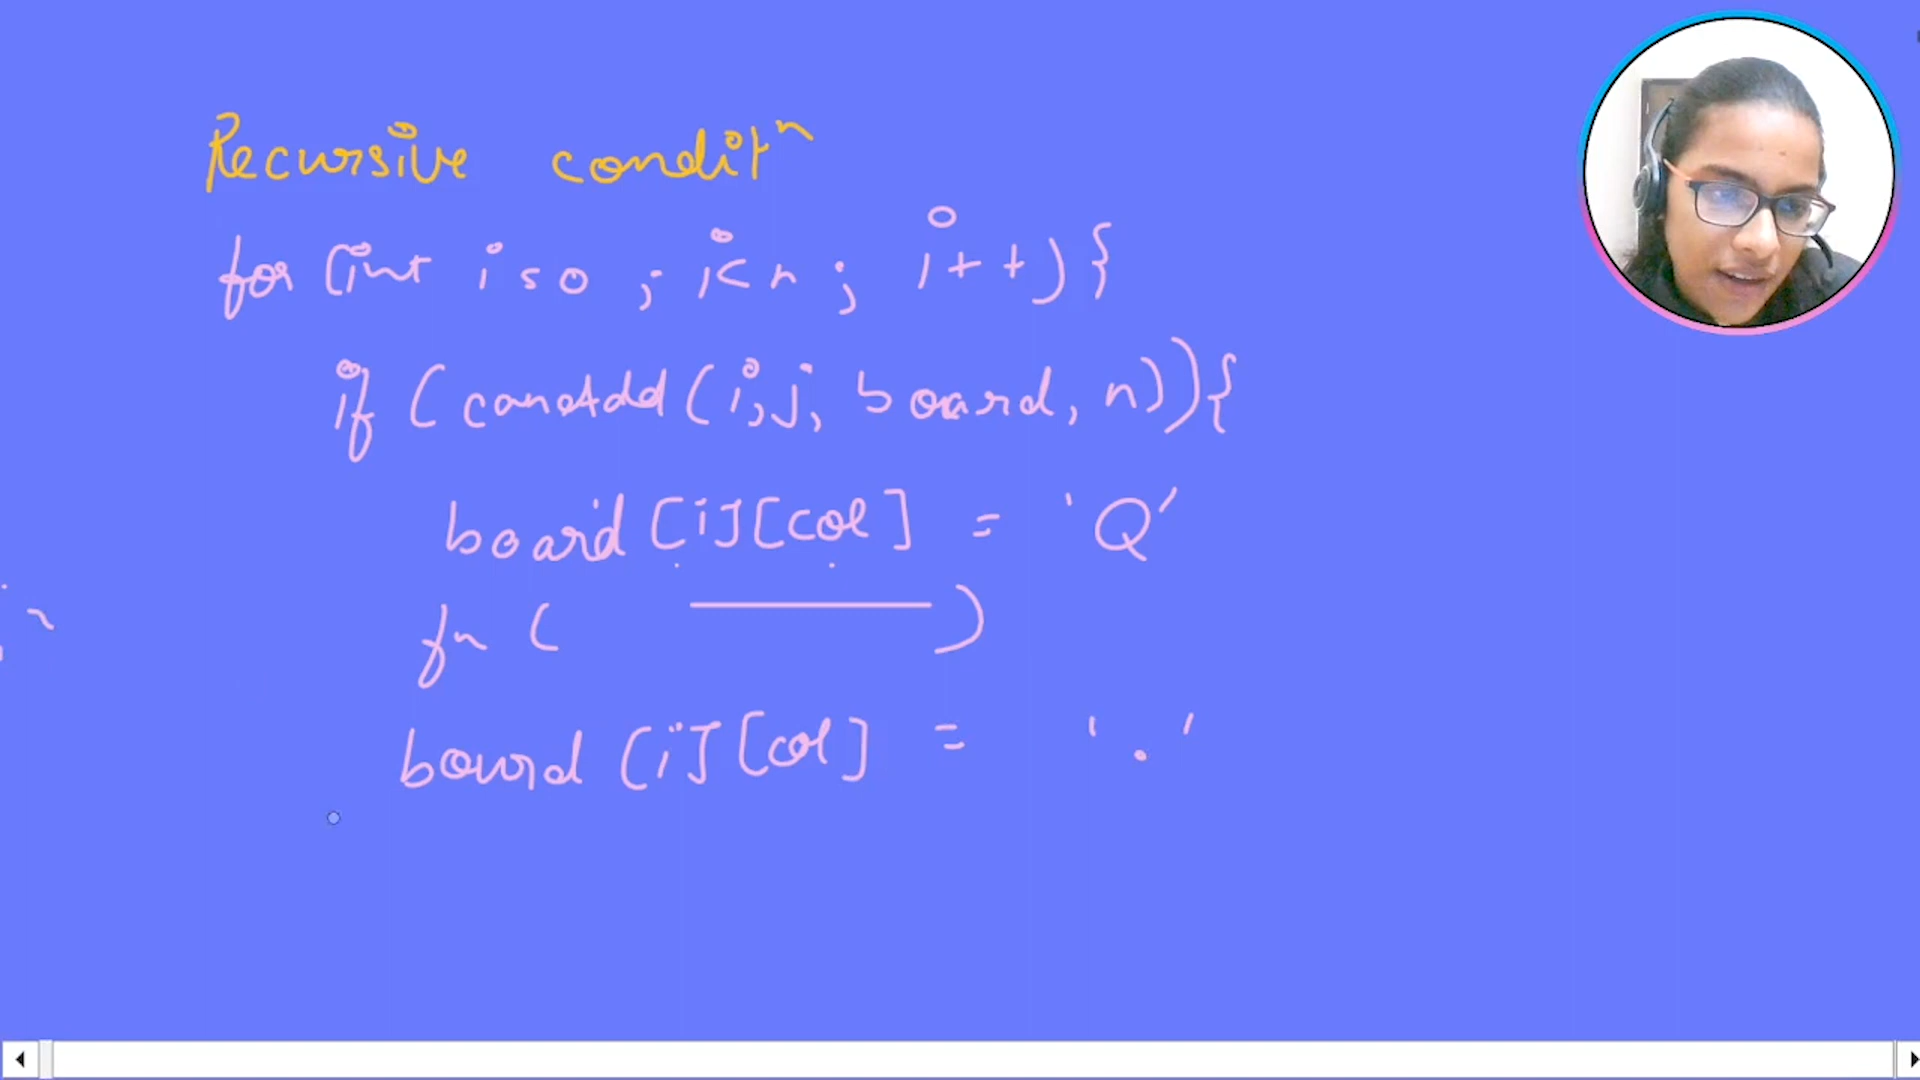 Recursive conditⁿ
for (int i = 0 ; i < n ; i++) {
if (canAdd (i, j, board, n)) {
board [i][col] = 'Q'
fn ( ——— )
board [i][col] = '.'